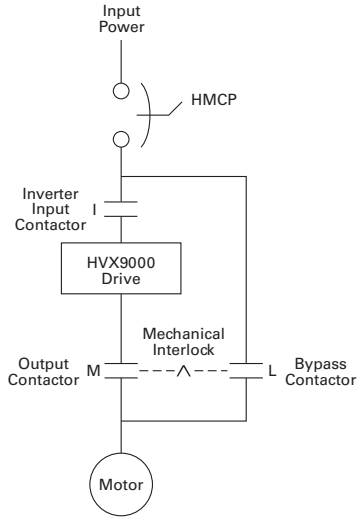 Input
Power
HMCP
Inverter
Input
Contactor
I
HVX9000
Drive
Mechanical
Interlock
Output
Contactor
M
L
Bypass
Contactor
Motor